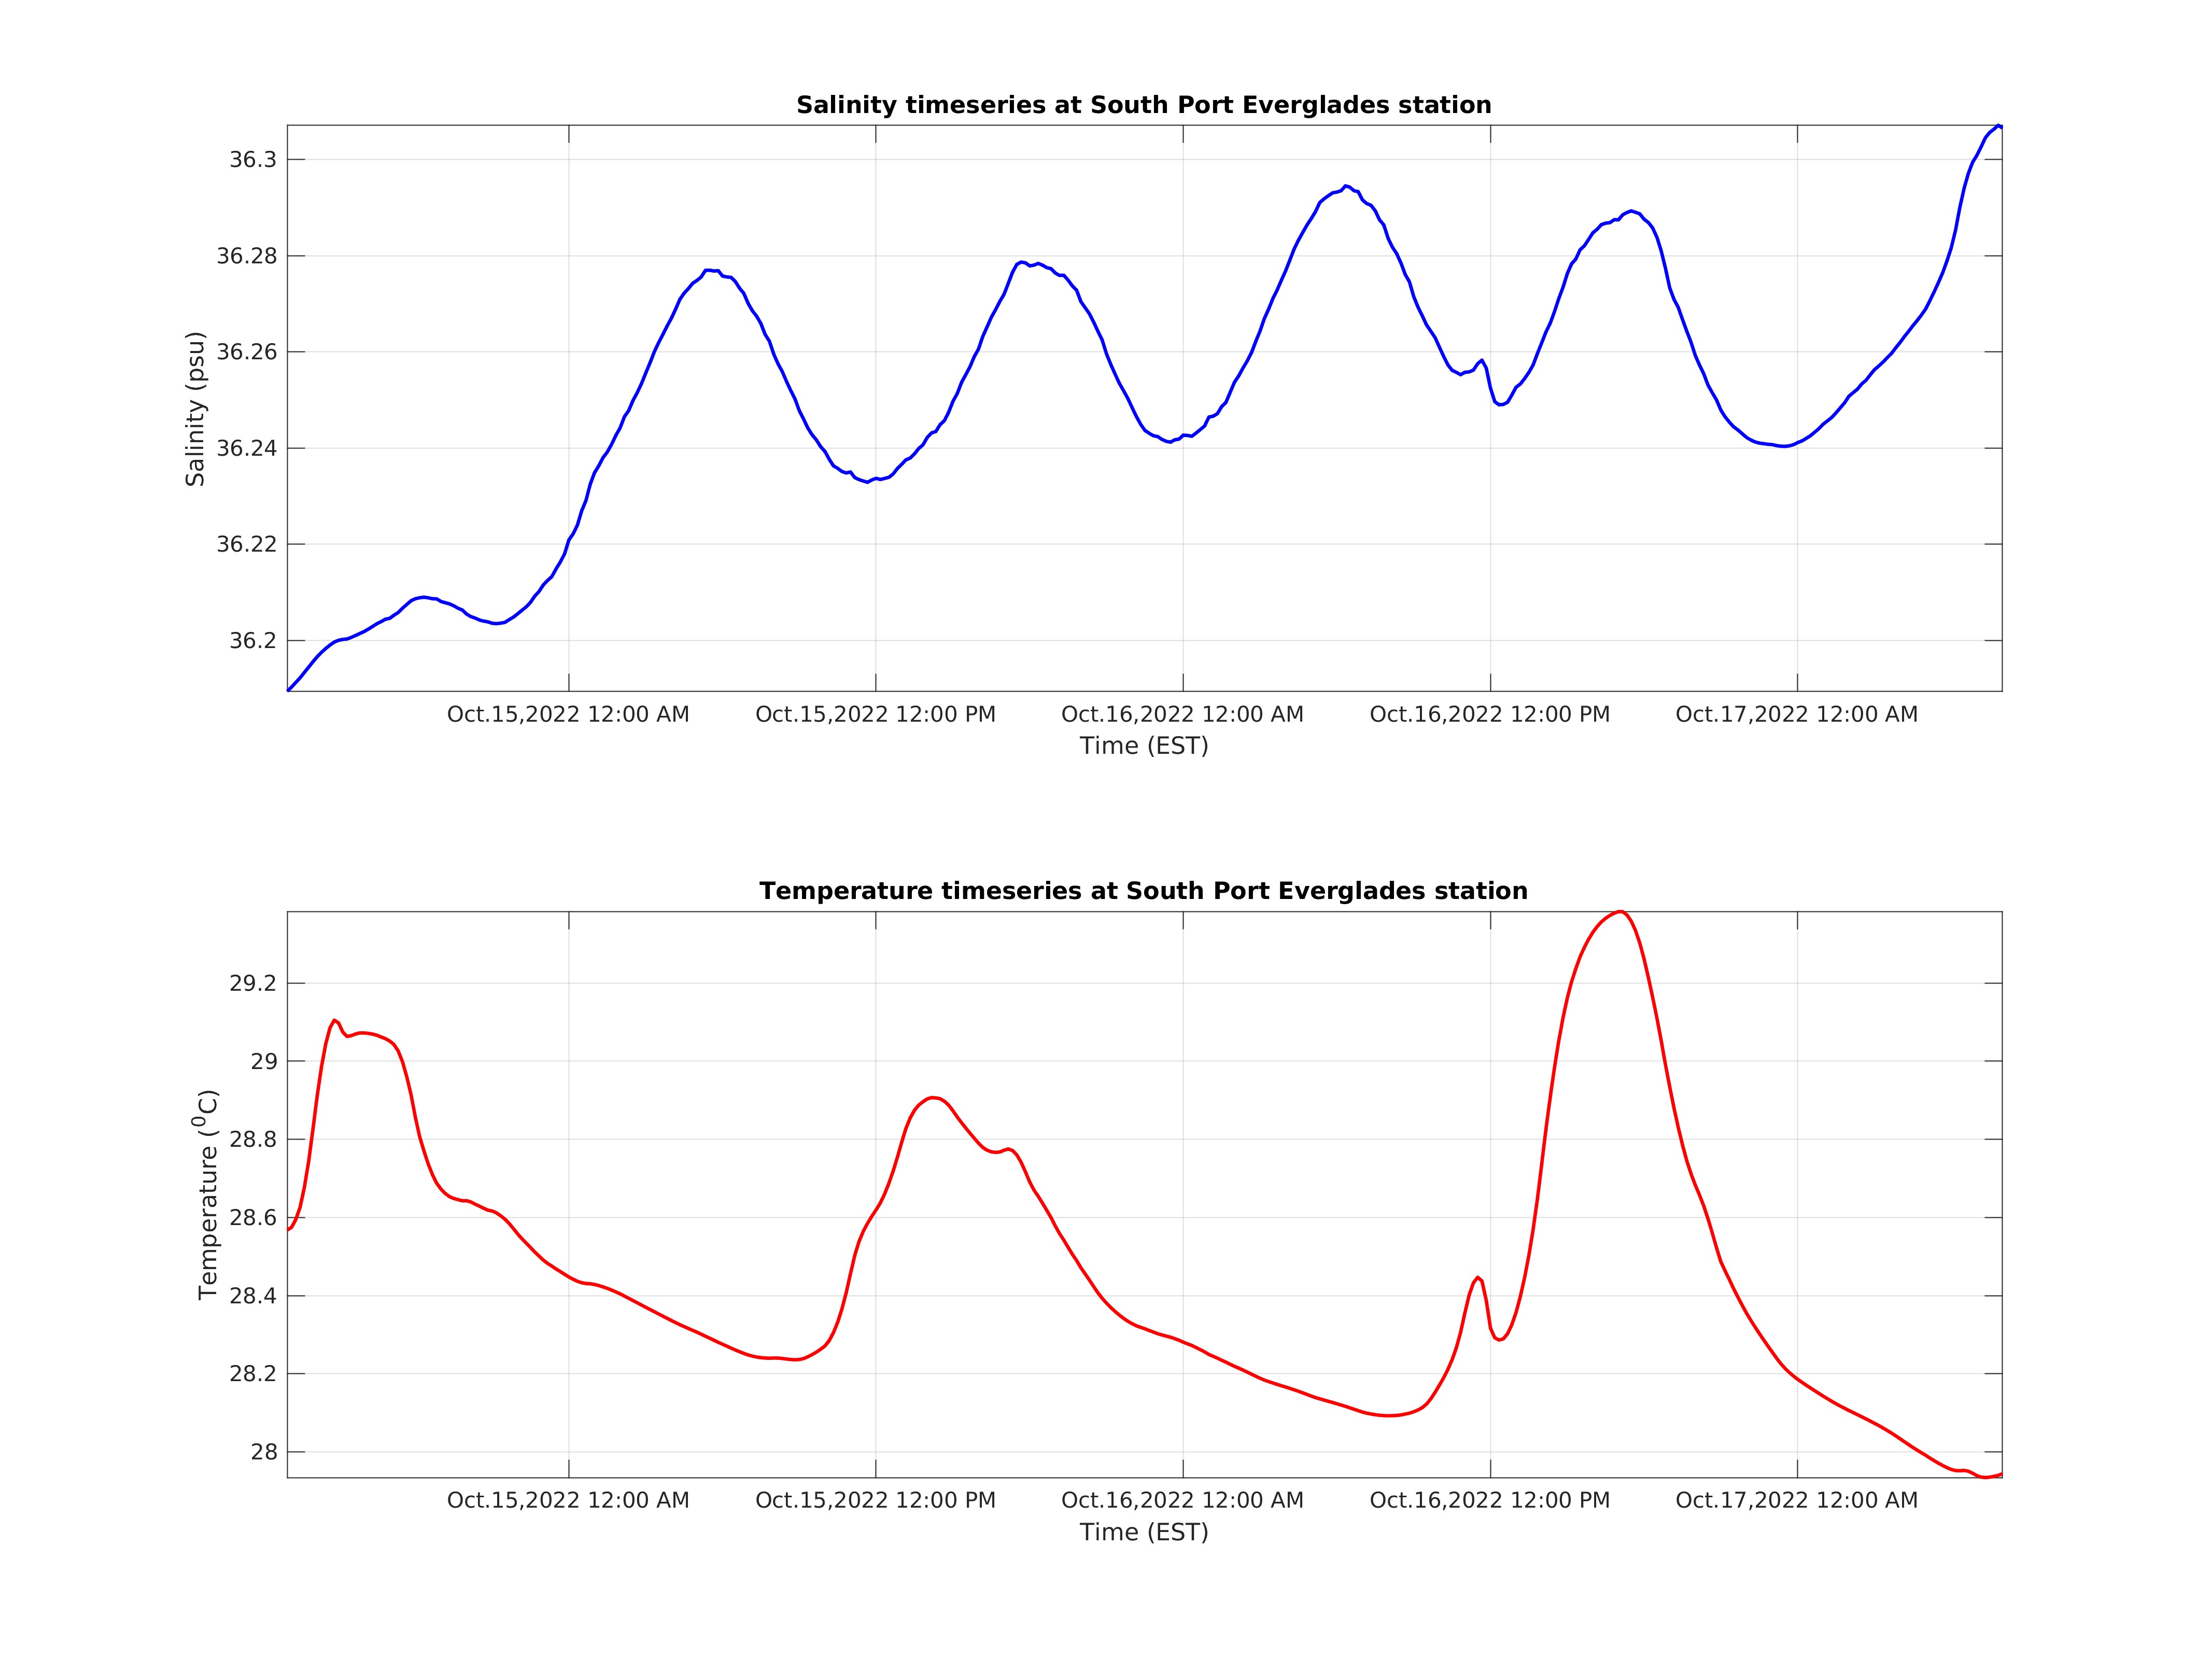 Salinity timeseries at South Port Everglades station
36.3
36.28
36.26
36.24
36.22
36.2
Salinity (psu)
Oct.15,2022 12:00 AM Oct.15,2022 12:00 PM Oct.16,2022 12:00 AM Oct.16,2022 12:00 PM Oct.17,2022 12:00 AM
Time (EST)
Temperature timeseries at South Port Everglades station
29.2
29
28.8
28.6
28.4
28.2
28
Temperature (⁰C)
Oct.15,2022 12:00 AM Oct.15,2022 12:00 PM Oct.16,2022 12:00 AM Oct.16,2022 12:00 PM Oct.17,2022 12:00 AM
Time (EST)